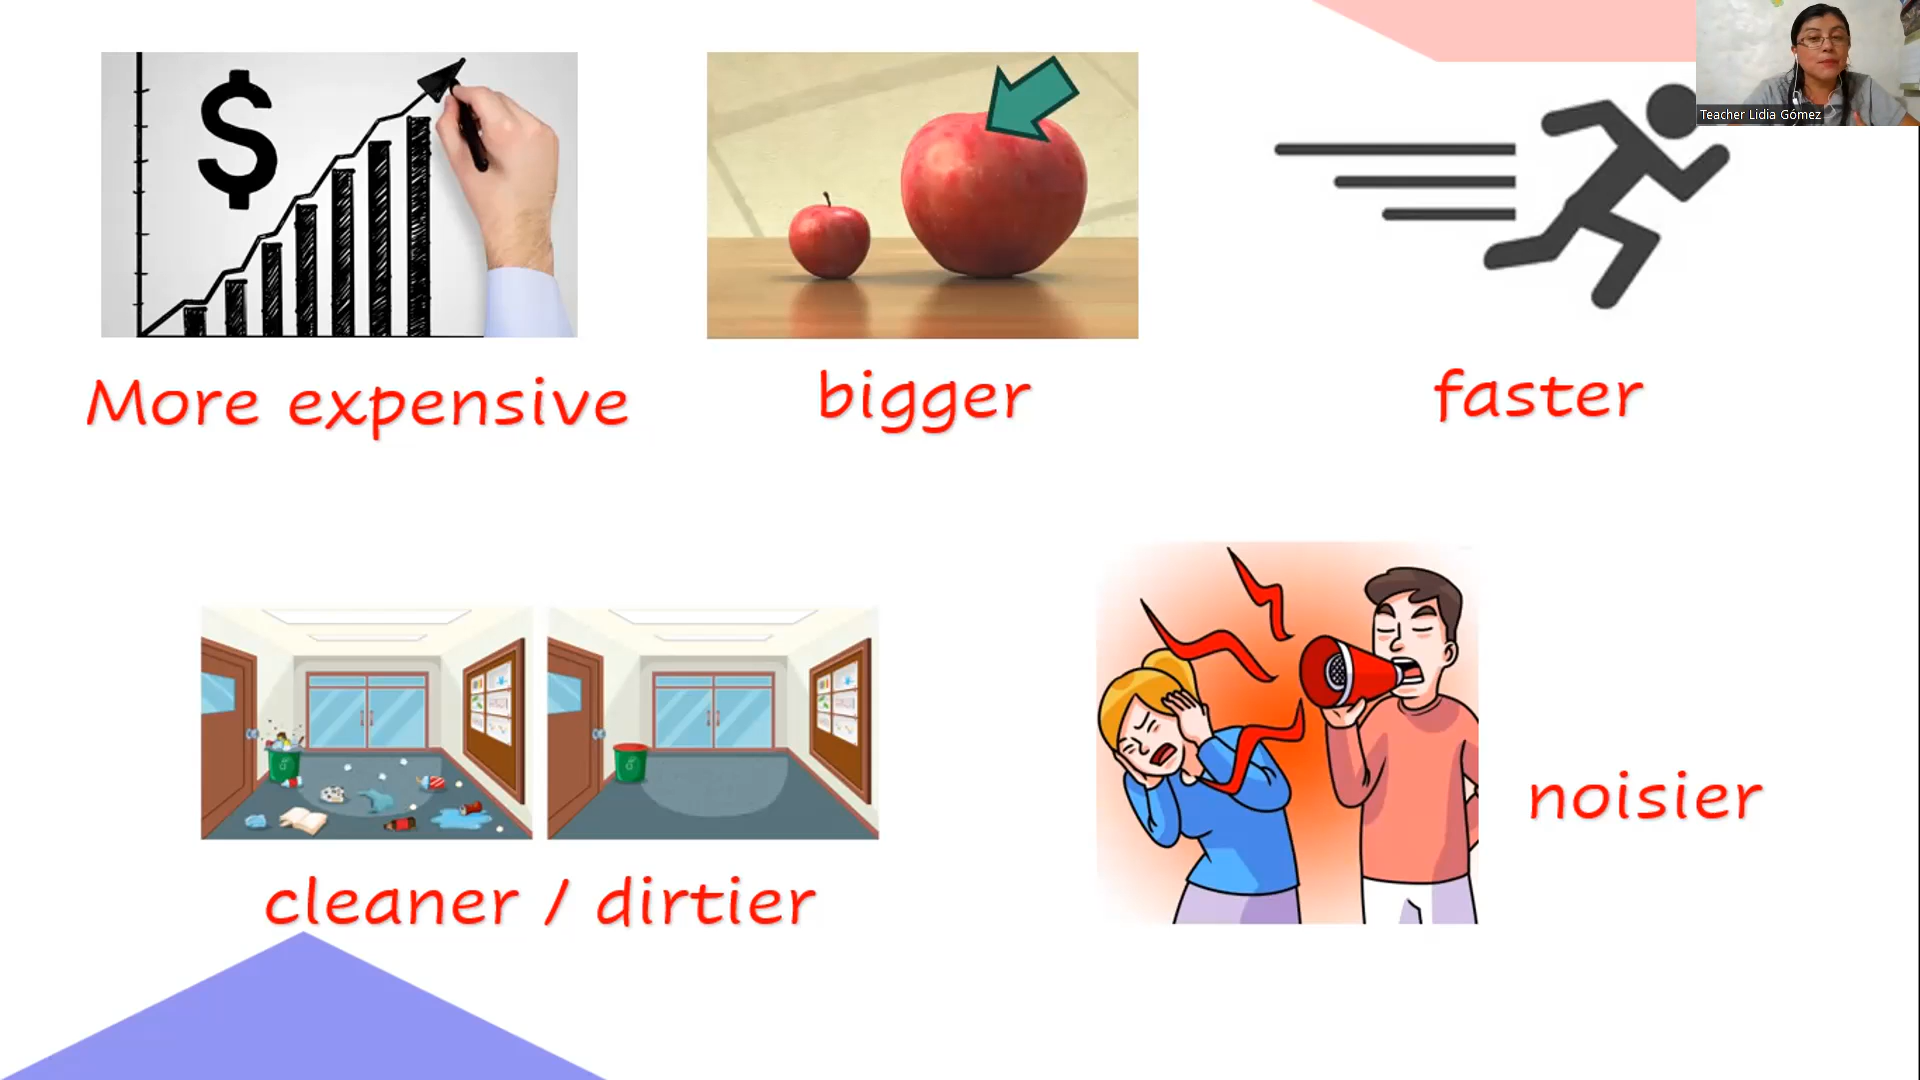 $
Teacher Lidia Gómez
More expensive
bigger
faster
cleaner / dirtier
noisier